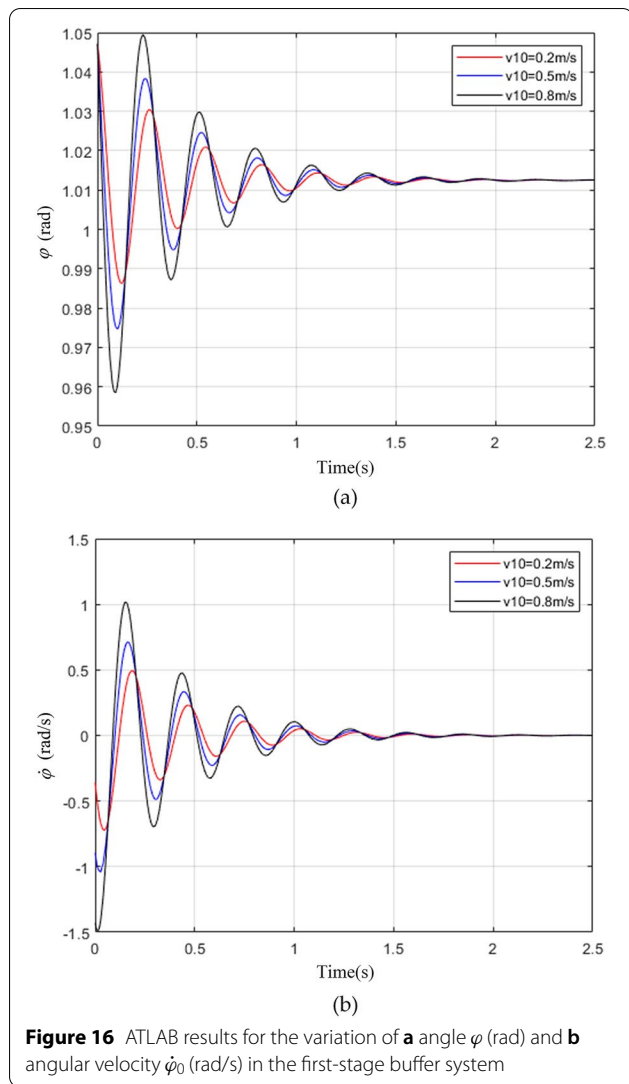 1.05
1.04
1.03
1.02
1.01
1
0.99
0.98
0.97
0.96
0.95
φ (rad)
v10=0.2m/s
v10=0.5m/s
v10=0.8m/s
0 0.5 1 1.5 2 2.5
Time(s)
(a)
1.5
1
0.5
0
-0.5
-1
-1.5
φ̇ (rad/s)
v10=0.2m/s
v10=0.5m/s
v10=0.8m/s
0 0.5 1 1.5 2 2.5
Time(s)
(b)
Figure 16 ATLAB results for the variation of a angle φ (rad) and b
angular velocity φ̇₀ (rad/s) in the first-stage buffer system